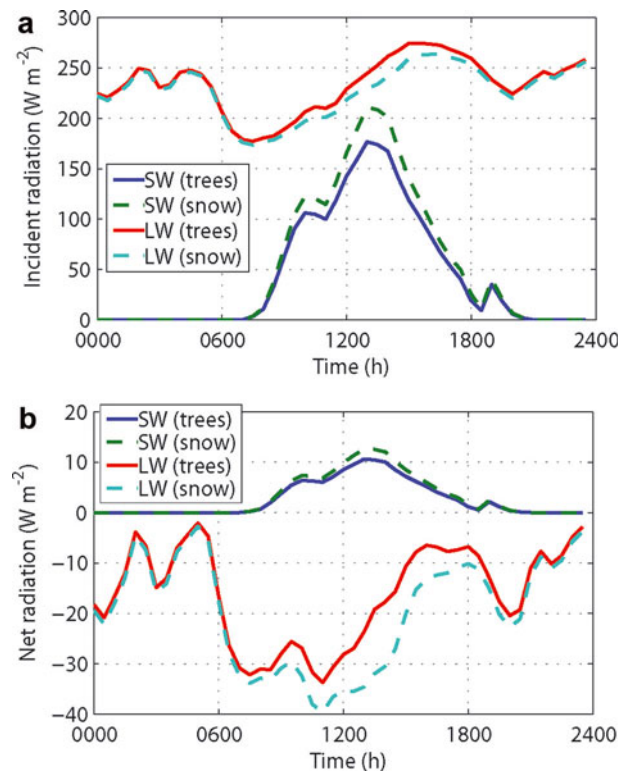 a
Incident radiation (W m⁻²)
300
250
200
150
100
50
0
SW (trees)
SW (snow)
LW (trees)
LW (snow)
0000 0600 1200 1800 2400
Time (h)
b
Net radiation (W m⁻²)
20
10
0
−10
−20
−30
−40
SW (trees)
SW (snow)
LW (trees)
LW (snow)
0000 0600 1200 1800 2400
Time (h)